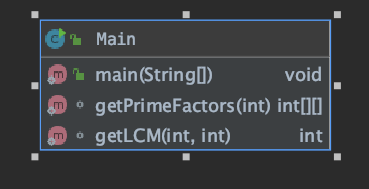 Main
main(String[]) void
getPrimeFactors(int) int[][]
getLCM(int, int) int